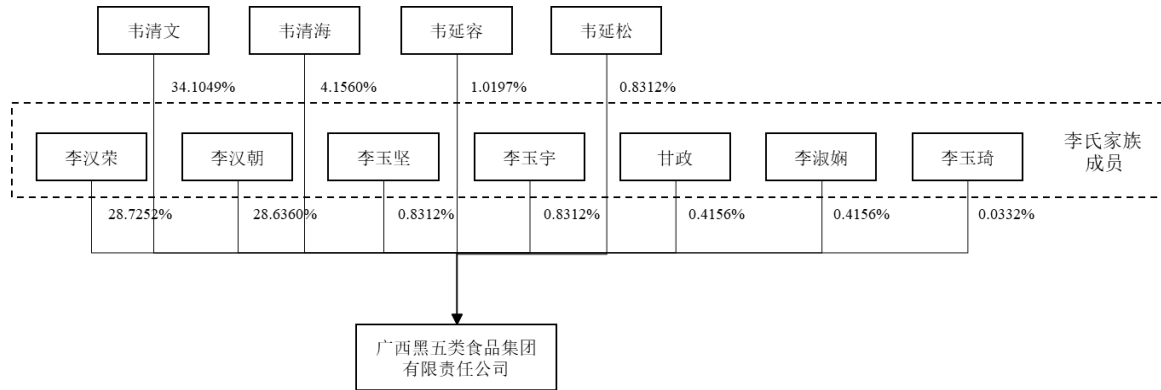 韦清文
韦清海
韦延容
韦延松
34.1049%
4.1560%
1.0197%
0.8312%
李汉荣
李汉朝
李玉坚
李玉宇
甘政
李淑娴
李玉琦
李氏家族
成员
28.7252%
28.6360%
0.8312%
0.8312%
0.4156%
0.4156%
0.0332%
广西黑五类食品集团
有限责任公司